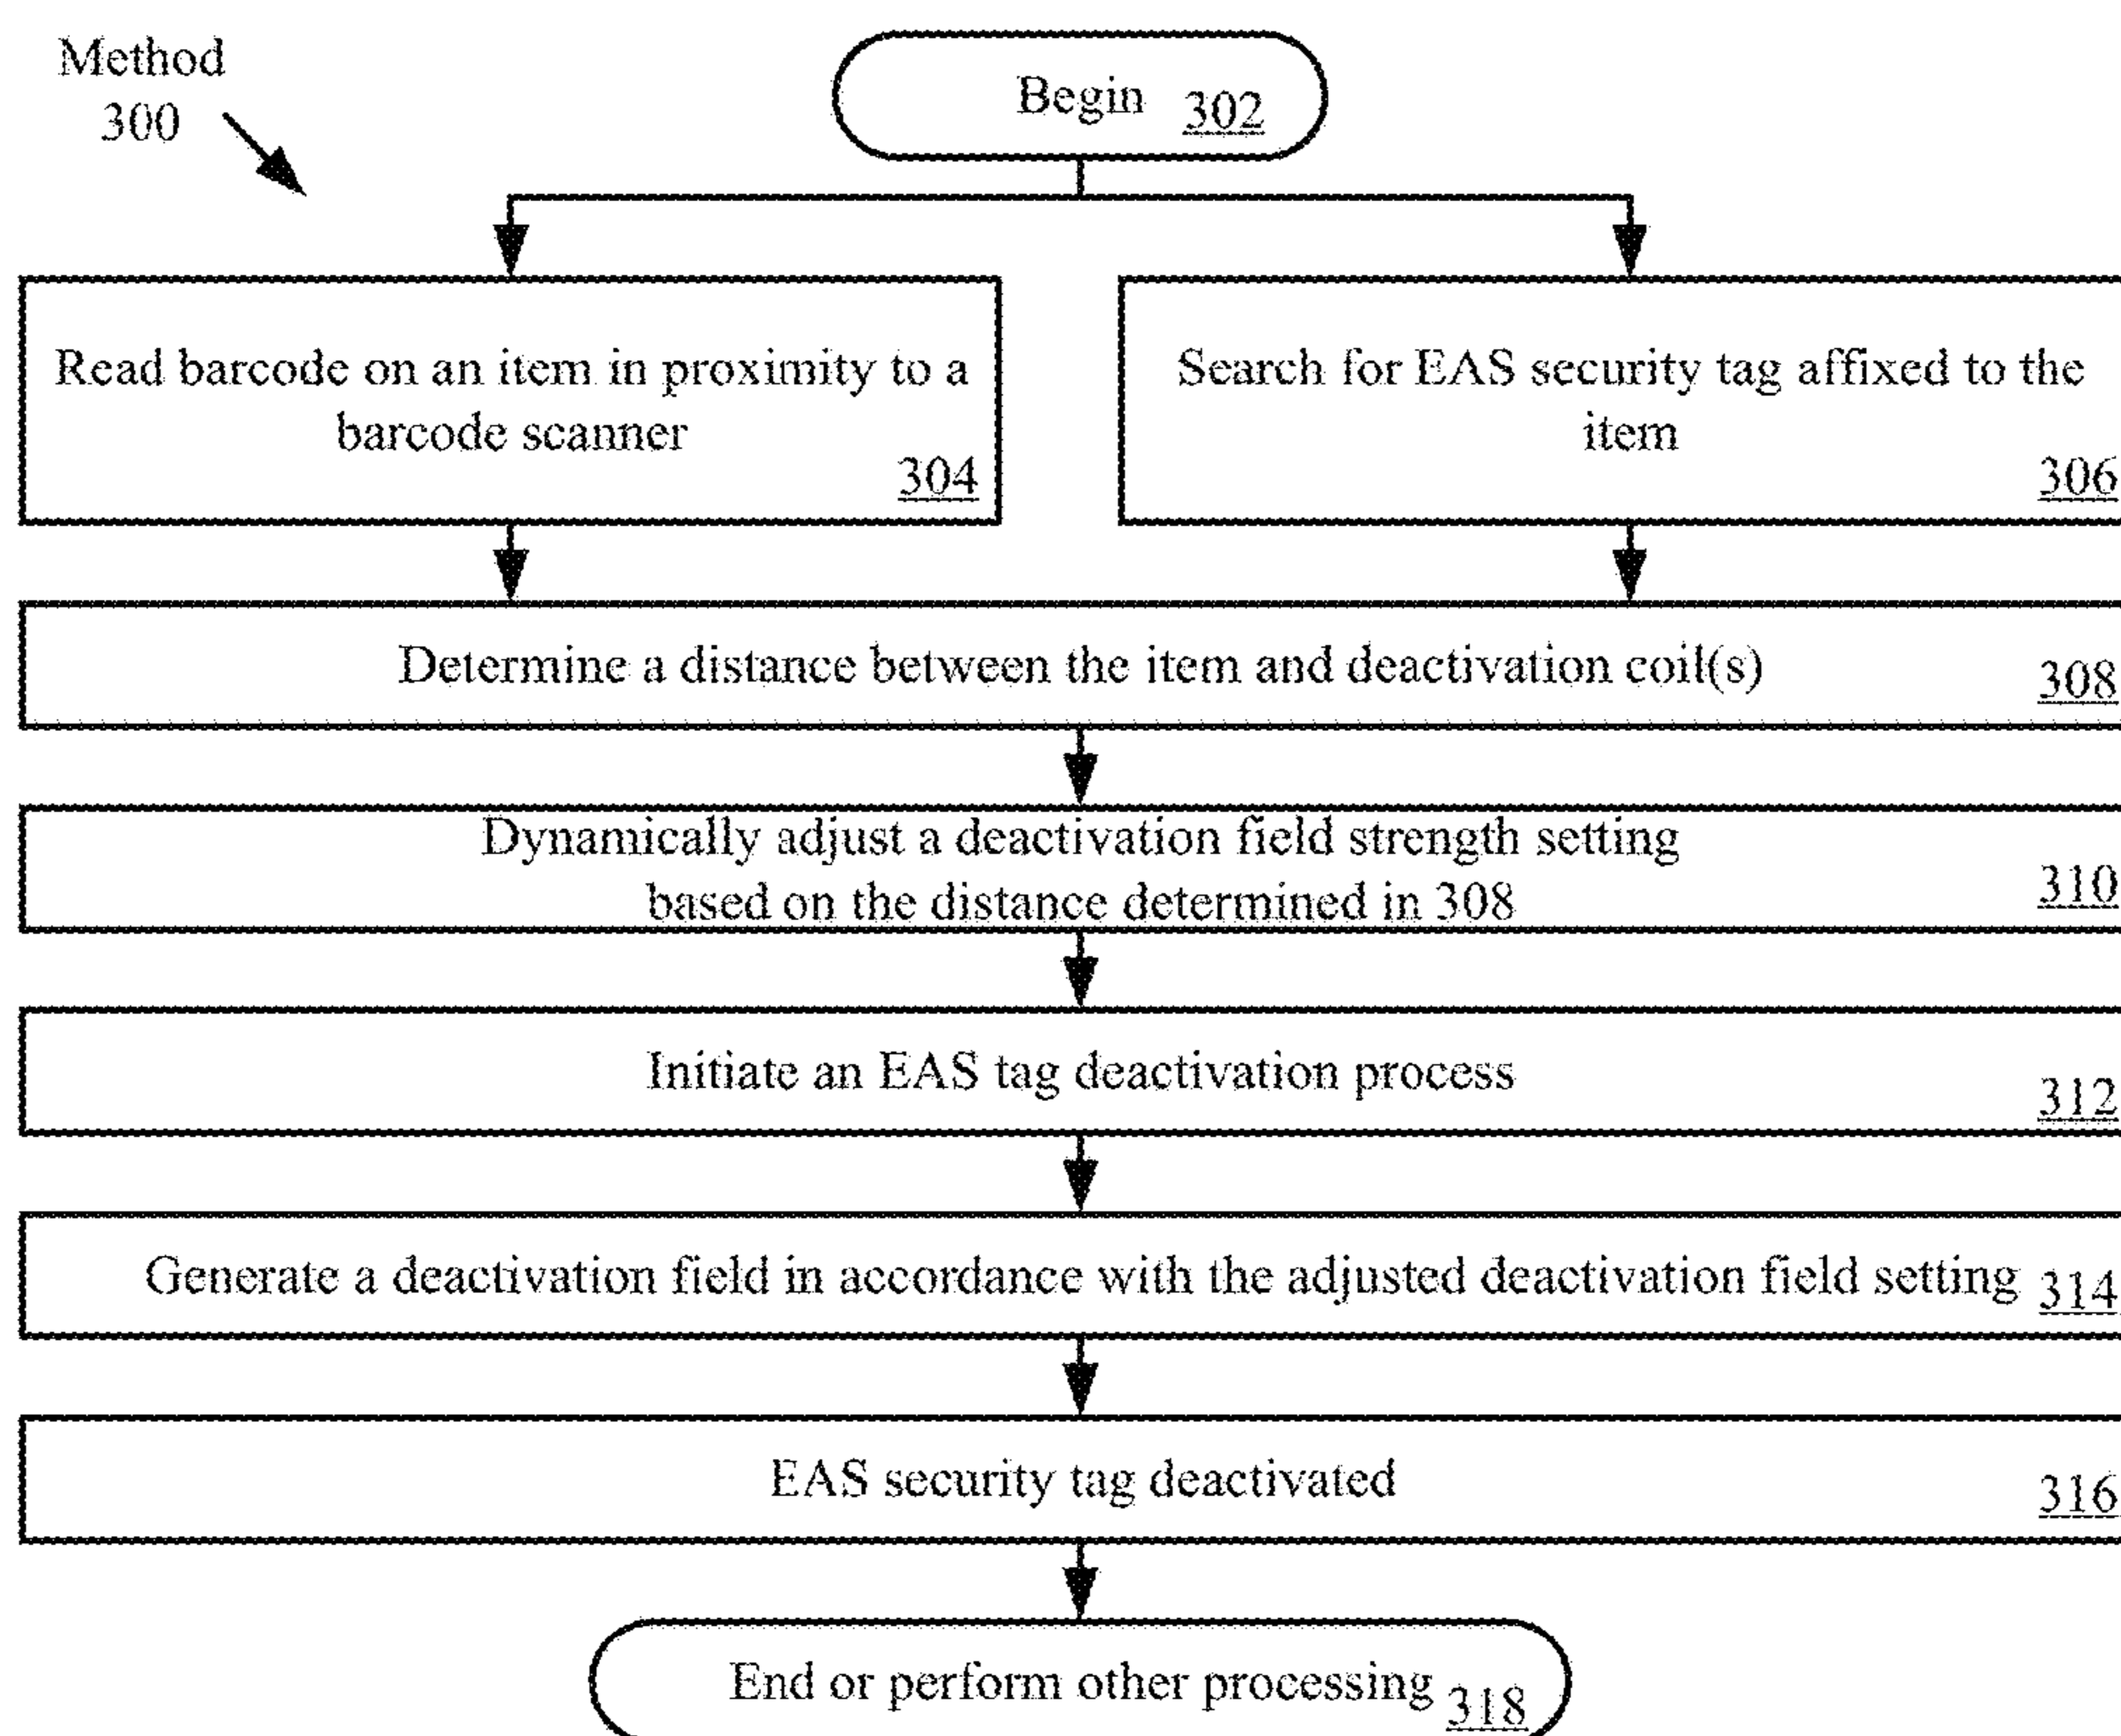 Method
300
Begin 302
Read barcode on an item in proximity to a
barcode scanner
304
Search for EAS security tag affixed to the
item
306
Determine a distance between the item and deactivation coil(s)
308
Dynamically adjust a deactivation field strength setting
based on the distance determined in 308
310
Initiate an EAS tag deactivation process
312
Generate a deactivation field in accordance with the adjusted deactivation field setting 314
EAS security tag deactivated
316
End or perform other processing 318